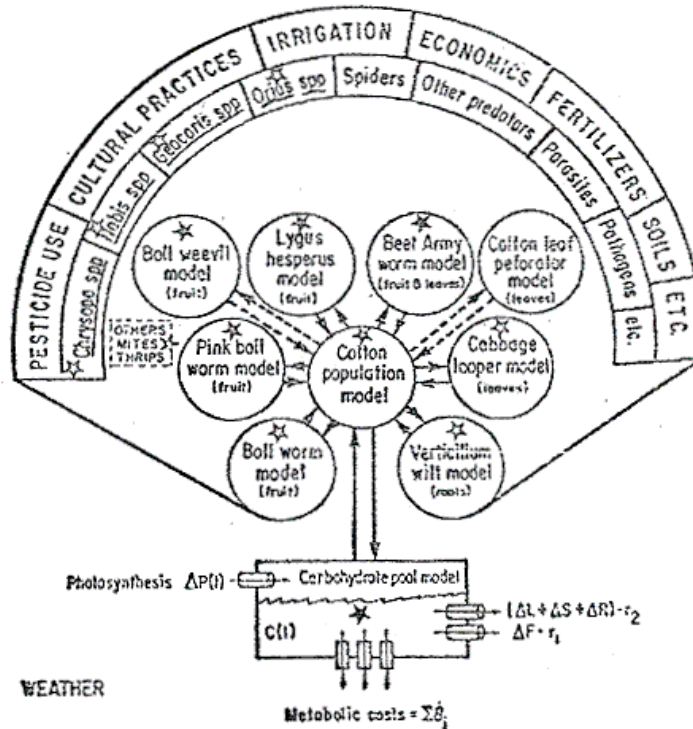 PESTICIDE USE
CULTURAL PRACTICES
IRRIGATION
ECONOMICS
FERTILIZERS
SOILS
ETC.
Chrysopa spp
Nabis spp
Geocoris spp
Orius spp
Spiders
Other predators
Parasites
Pathogens
etc.
Boll weevil
model
(fruit)
Lygus
hesperus
model
(fruit)
Beet Army
worm model
(fruit & leaves)
Cotton leaf
peforator
model
(leaves)
OTHERS
MITES
THRIPS
Pink boll
worm model
(fruit)
Cotton
population
model
Cabbage
looper model
(leaves)
Boll worm
model
(fruit)
Verticillium
wilt model
(roots)
Photosynthesis ΔP(t)
Carbohydrate pool model
C(t)
(ΔL+ΔS+ΔR)-r₂
ΔF-r₁
WEATHER
Metabolic costs =